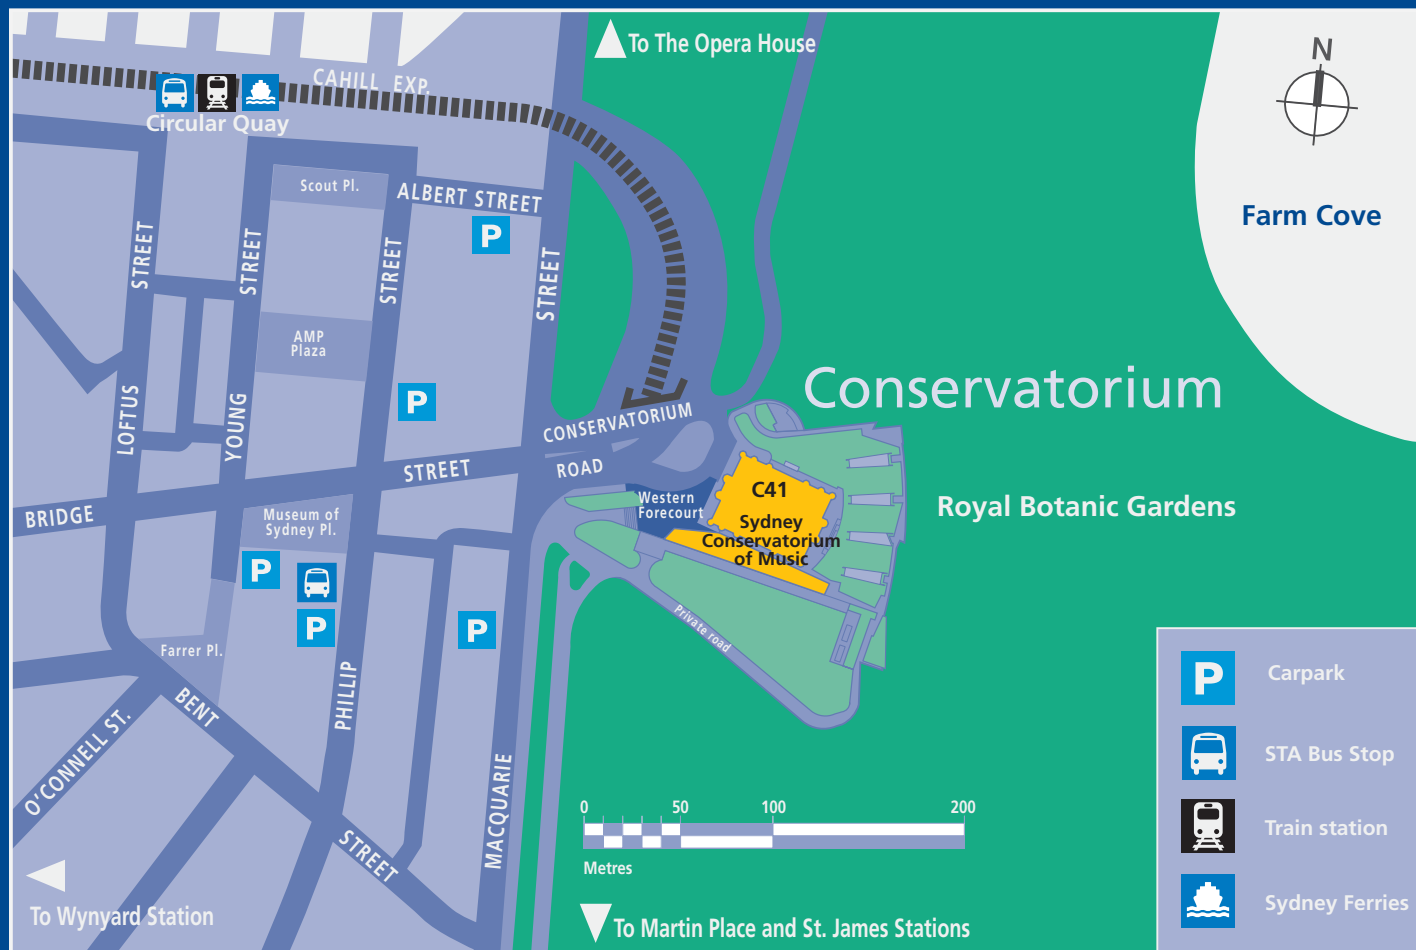 To The Opera House
N
CAHILL EXP.
Circular Quay
Scout Pl.
ALBERT STREET
P
Farm Cove
STREET
STREET
STREET
STREET
AMP
Plaza
Conservatorium
P
LOFTUS
YOUNG
CONSERVATORIUM
ROAD
STREET
BRIDGE
Western
Forecourt
C41
Sydney
Conservatorium
of Music
Royal Botanic Gardens
Museum of
Sydney Pl.
P
P
P
Private road
Farrer Pl.
PHILLIP
BENT
O'CONNELL ST.
MACQUARIE
STREET
P
Carpark
STA Bus Stop
Train station
Sydney Ferries
0 50 100 200
Metres
To Wynyard Station
To Martin Place and St. James Stations